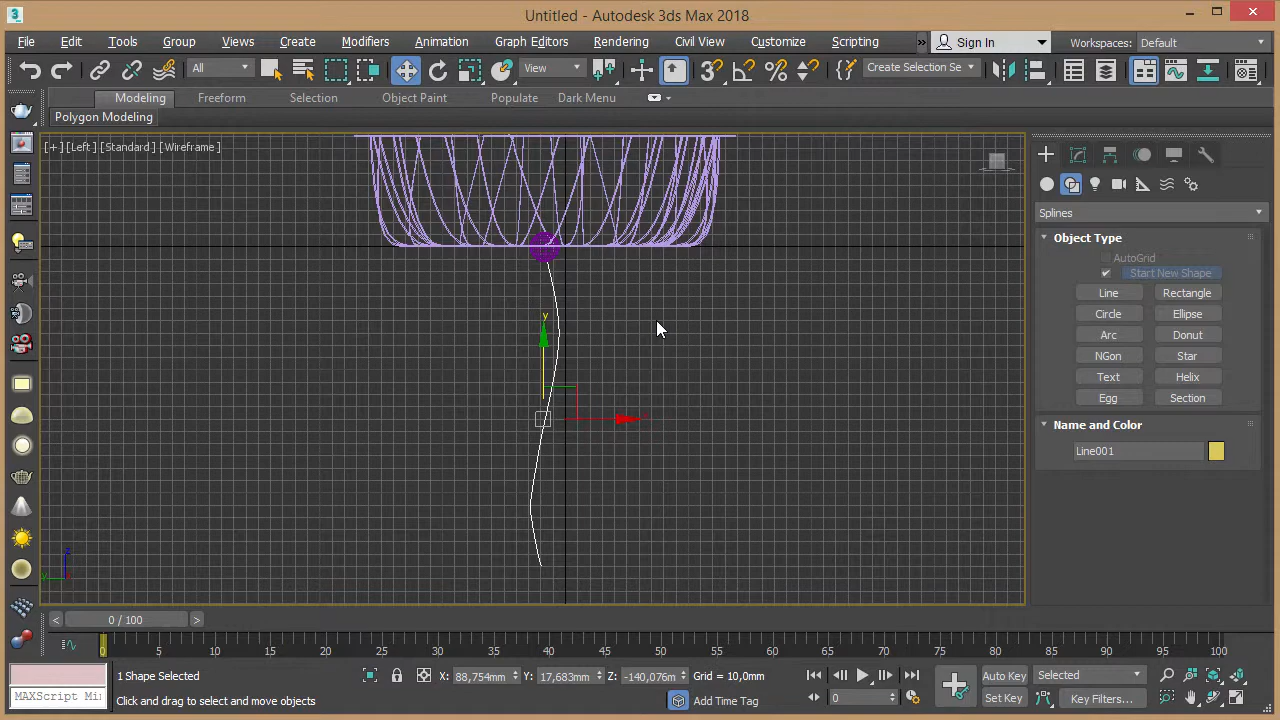 Untitled - Autodesk 3ds Max 2018
File Edit Tools Group Views Create Modifiers Animation Graph Editors Rendering Civil View Customize Scripting » Sign In Workspaces: Default
All View Create Selection Se
Modeling Freeform Selection Object Paint Populate Dark Menu
Polygon Modeling
[+] [Left] [Standard] [Wireframe]
Splines
Object Type
AutoGrid
Start New Shape
Line Rectangle
Circle Ellipse
Arc Donut
NGon Star
Text Helix
Egg Section
Name and Color
Line001
y
z
y
< 0 / 100 >
0 5 10 15 20 25 30 35 40 45 50 55 60 65 70 75 80 85 90 95 100
1 Shape Selected X: 88,754mm Y: 17,683mm Z: -140,076m Grid = 10,0mm Auto Key Selected
MAXScript Mi Click and drag to select and move objects Add Time Tag 0 Set Key Key Filters...